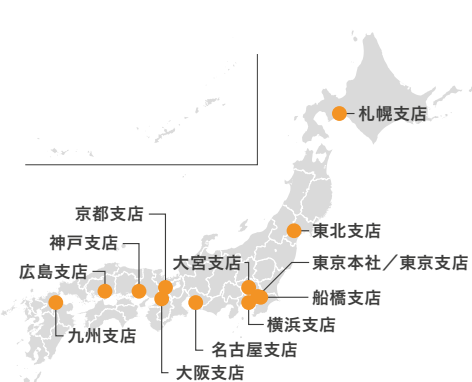 札幌支店
京都支店
東北支店
神戸支店
大宮支店
東京本社／東京支店
広島支店
船橋支店
横浜支店
九州支店
名古屋支店
大阪支店